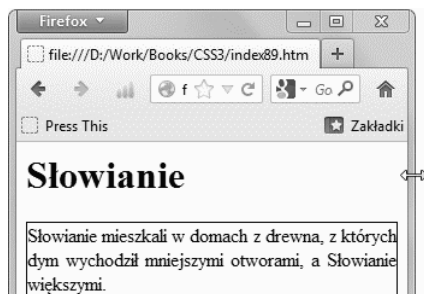 Firefox
file:///D:/Work/Books/CSS3/index89.htm
f Go
Press This Zakładki
Słowianie
Słowianie mieszkali w domach z drewna, z których
dym wychodził mniejszymi otworami, a Słowianie
większymi.